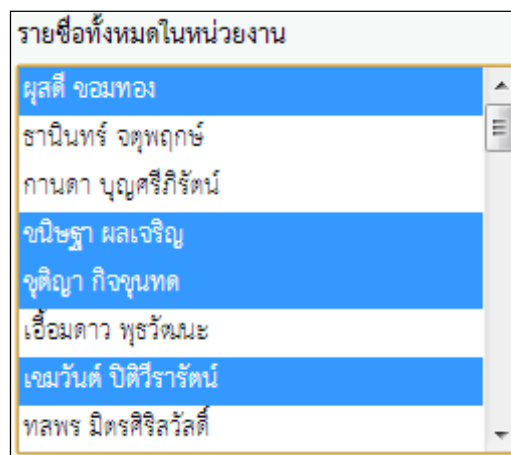 รายชื่อทั้งหมดในหน่วยงาน
ผุสดี ขอมทอง
ธานินทร์ จตุพฤกษ์
กานดา บุญศรีภิรัตน์
ขนิษฐา ผลเจริญ
ชุติญา กิจขุนทด
เอื้อมดาว พุธวัฒนะ
เขมวันต์ ปิติวีรารัตน์
ทสพร มิตรศิริสวัสดิ์